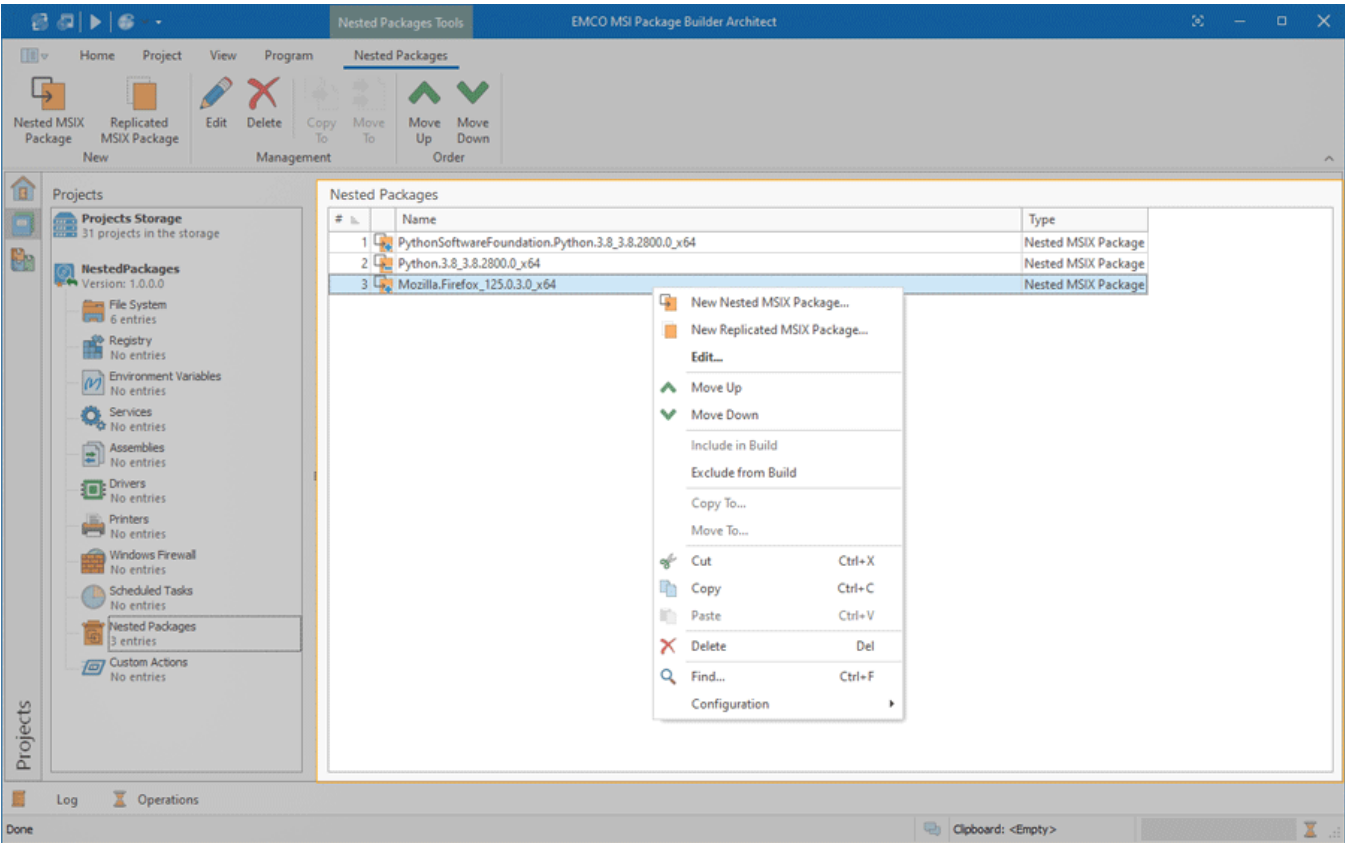 Nested Packages Tools
EMCO MSI Package Builder Architect
Home Project View Program Nested Packages
Nested MSIX Package
Replicated MSIX Package
Edit
Delete
Copy To
Move To
Move Up
Move Down
New
Management
Order
Projects
Projects Storage
31 projects in the storage
NestedPackages
Version: 1.0.0.0
File System
6 entries
Registry
No entries
Environment Variables
No entries
Services
No entries
Assemblies
No entries
Drivers
No entries
Printers
No entries
Windows Firewall
No entries
Scheduled Tasks
No entries
Nested Packages
3 entries
Custom Actions
No entries
Projects
Nested Packages
# Name Type
1 PythonSoftwareFoundation.Python.3.8_3.8.2800.0_x64 Nested MSIX Package
2 Python.3.8_3.8.2800.0_x64 Nested MSIX Package
3 Mozilla.Firefox_125.0.3.0_x64 Nested MSIX Package
New Nested MSIX Package...
New Replicated MSIX Package...
Edit...
Move Up
Move Down
Include in Build
Exclude from Build
Copy To...
Move To...
Cut Ctrl+X
Copy Ctrl+C
Paste Ctrl+V
Delete Del
Find... Ctrl+F
Configuration
Log Operations
Done
Clipboard: <Empty>